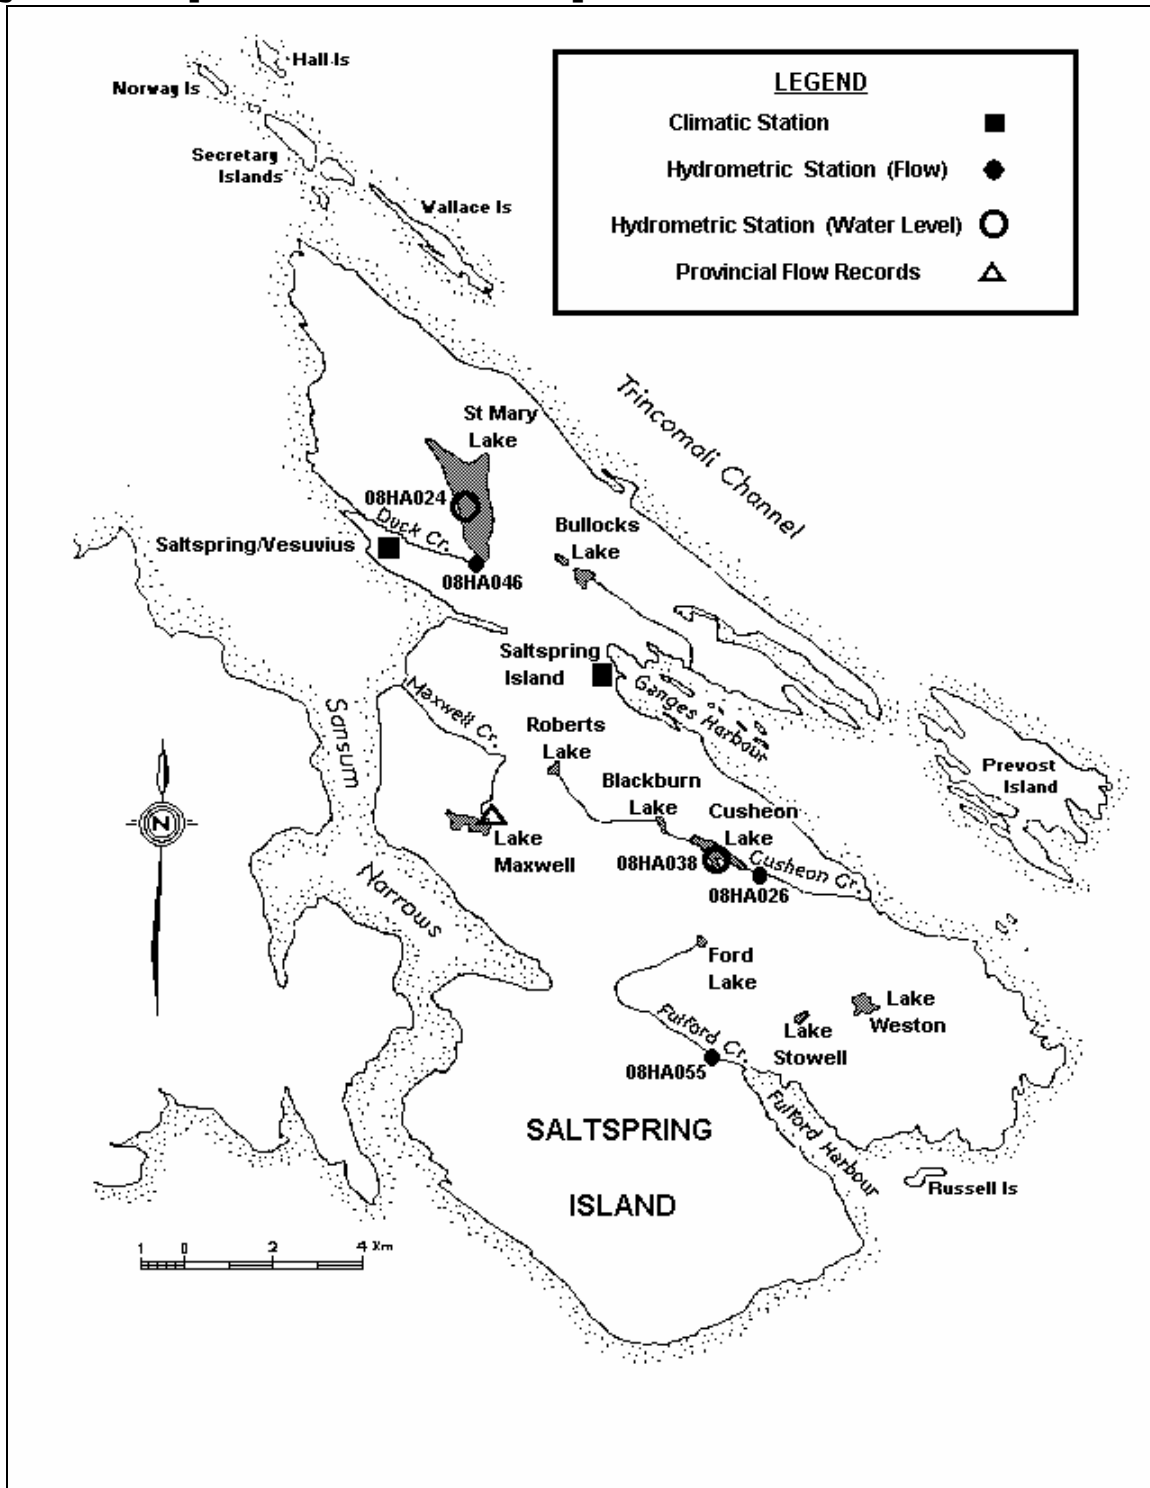 Hall Is
Norway Is
Secretary
Islands
Wallace Is
LEGEND
Climatic Station
Hydrometric Station (Flow)
Hydrometric Station (Water Level)
Provincial Flow Records
Trincomali Channel
St Mary
Lake
08HA024
Duck Cr.
Bullocks
Lake
Saltspring/Vesuvius
08HA046
Saltspring
Island
Ganges Harbour
Maxwell Cr.
Sansum
Narrows
Roberts
Lake
Prevost
Island
Blackburn
Lake
Cusheon
Lake
N
Lake
Maxwell
08HA038
Cusheon Cr.
08HA026
Ford
Lake
Lake
Weston
Fulford Cr.
Lake
Stowell
08HA055
Fulford Harbour
SALTSPRING
ISLAND
Russell Is
1 0 2 4 Km